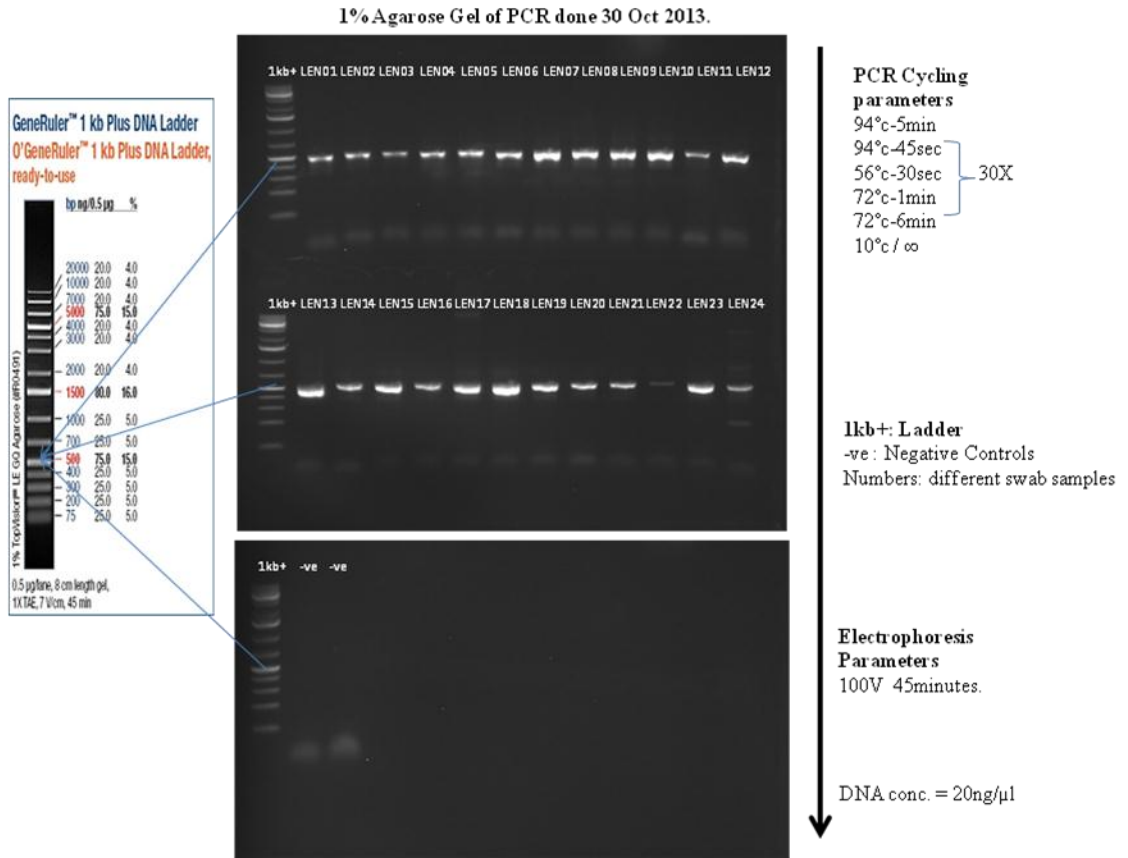 1% Agarose Gel of PCR done 30 Oct 2013.
GeneRuler™ 1 kb Plus DNA Ladder
O'GeneRuler™ 1 kb Plus DNA Ladder,
ready-to-use
bp ng/0.5 µg %
20000 20.0 4.0
10000 20.0 4.0
7000 20.0 4.0
5000 75.0 15.0
4000 20.0 4.0
3000 20.0 4.0
2000 20.0 4.0
1500 80.0 16.0
1000 25.0 5.0
700 25.0 5.0
500 75.0 15.0
400 25.0 5.0
300 25.0 5.0
200 25.0 5.0
75 25.0 5.0
1% TopVision™ LE GQ Agarose (#R0491)
0.5 µg/lane, 8 cm length gel,
1X TAE, 7 V/cm, 45 min
1kb+ LEN01 LEN02 LEN03 LEN04 LEN05 LEN06 LEN07 LEN08 LEN09 LEN10 LEN11 LEN12
1kb+ LEN13 LEN14 LEN15 LEN16 LEN17 LEN18 LEN19 LEN20 LEN21 LEN22 LEN23 LEN24
1kb+ -ve -ve
PCR Cycling
parameters
94°c-5min
94°c-45sec
56°c-30sec
72°c-1min
72°c-6min
10°c / ∞
30X
1kb+: Ladder
-ve : Negative Controls
Numbers: different swab samples
Electrophoresis
Parameters
100V 45minutes.
DNA conc. = 20ng/µl